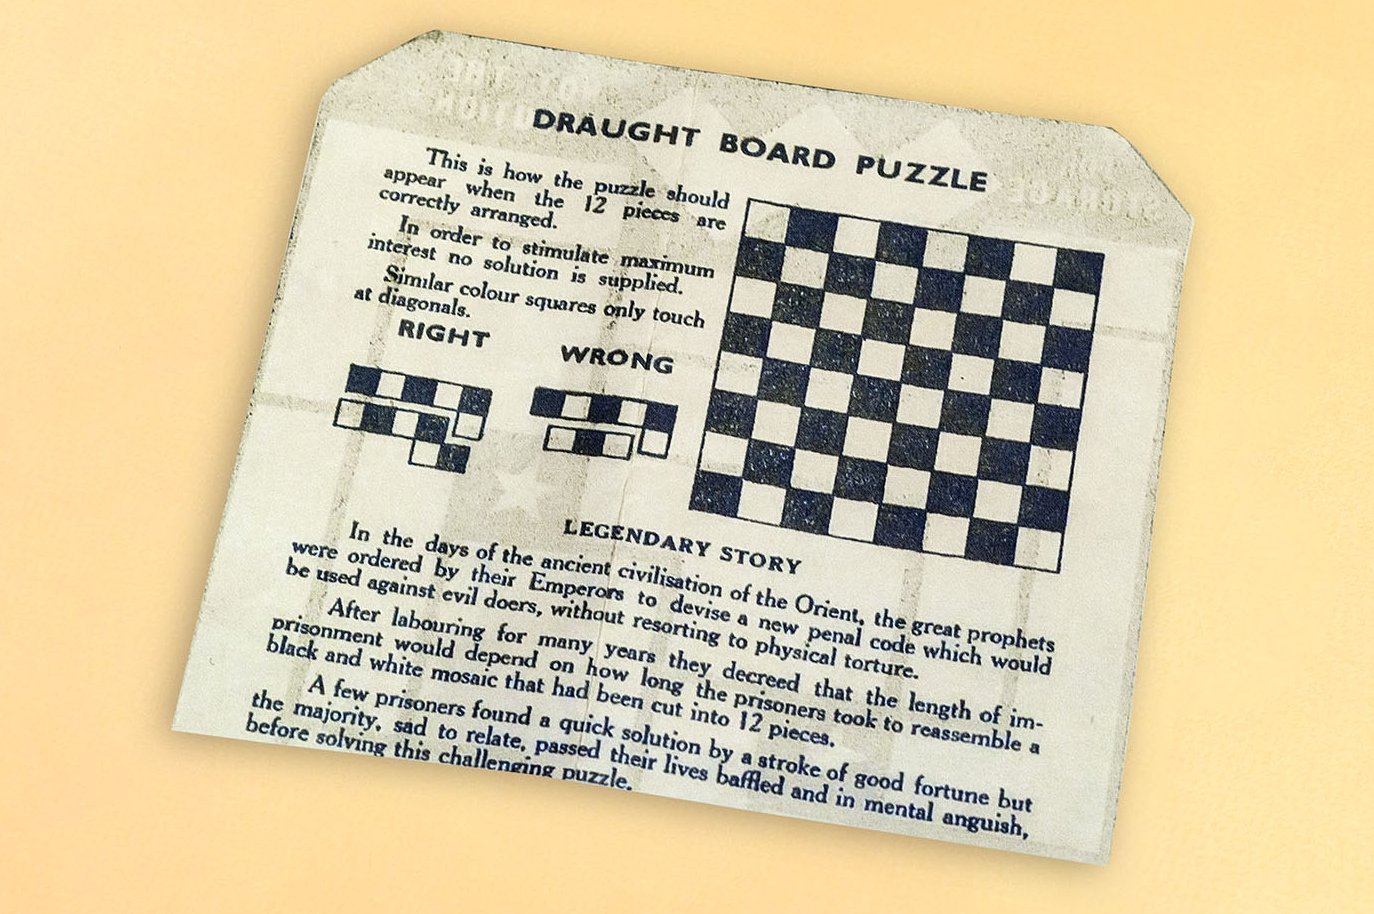 DRAUGHT BOARD PUZZLE
This is how the puzzle should
appear when the 12 pieces are
correctly arranged.
In order to stimulate maximum
interest no solution is supplied.
Similar colour squares only touch
at diagonals.
RIGHT
WRONG
LEGENDARY STORY
In the days of the ancient civilisation of the Orient, the great prophets
were ordered by their Emperors to devise a new penal code which would
be used against evil doers, without resorting to physical torture.
After labouring for many years they decreed that the length of im-
prisonment would depend on how long the prisoners took to reassemble a
black and white mosaic that had been cut into 12 pieces.
A few prisoners found a quick solution by a stroke of good fortune but
the majority, sad to relate, passed their lives baffled and in mental anguish,
before solving this challenging puzzle.